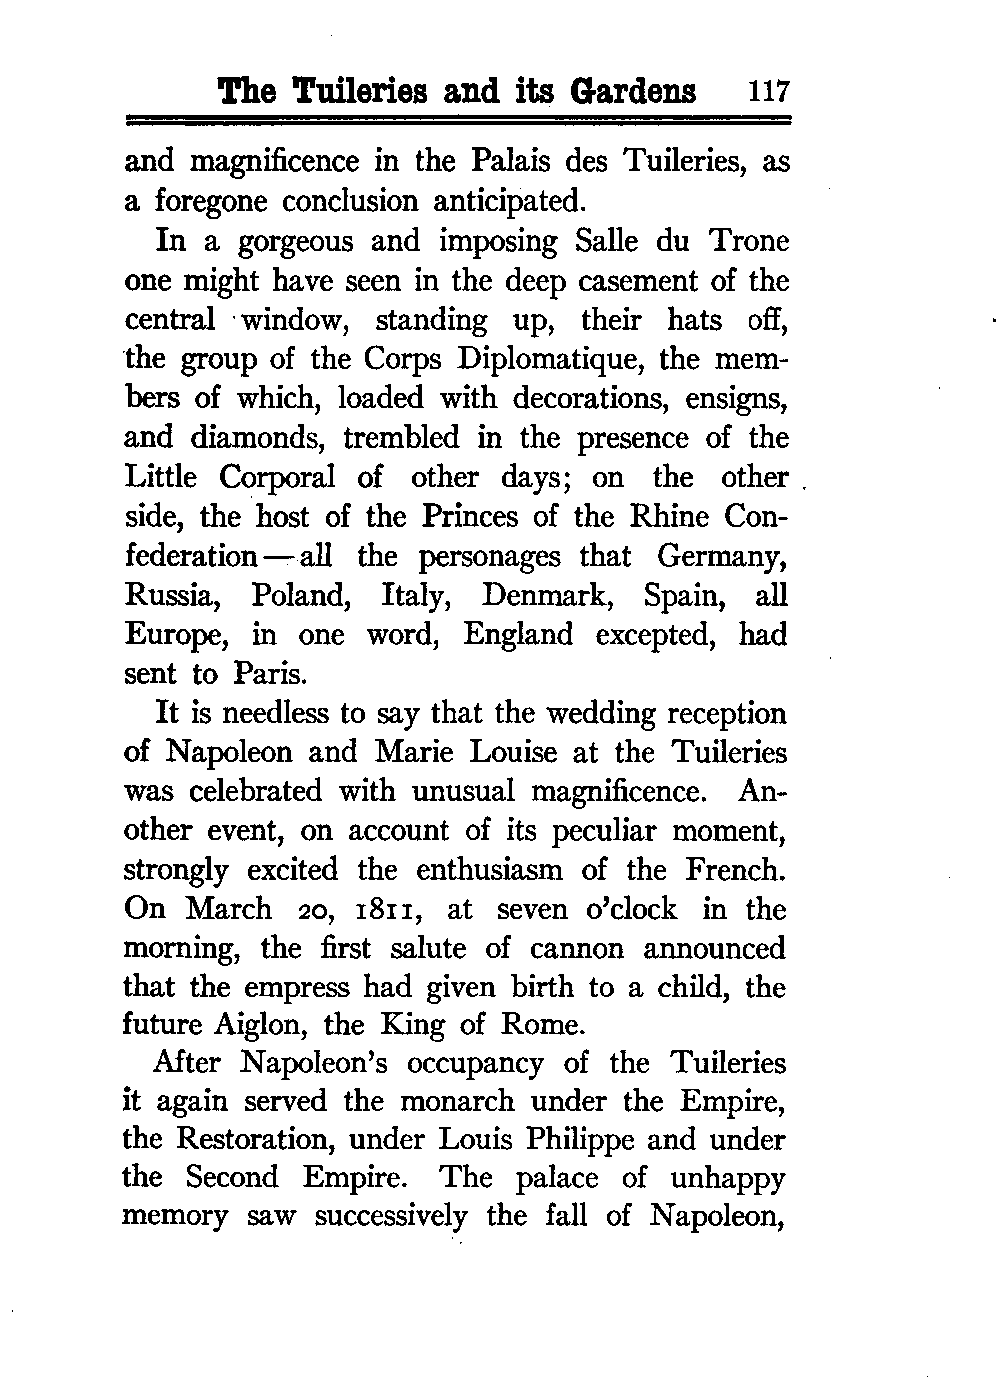 The Tuileries and its Gardens 117
and magnificence in the Palais des Tuileries, as
a foregone conclusion anticipated.
In a gorgeous and imposing Salle du Trone
one might have seen in the deep casement of the
central window, standing up, their hats off,
the group of the Corps Diplomatique, the mem-
bers of which, loaded with decorations, ensigns,
and diamonds, trembled in the presence of the
Little Corporal of other days; on the other
side, the host of the Princes of the Rhine Con-
federation—all the personages that Germany,
Russia, Poland, Italy, Denmark, Spain, all
Europe, in one word, England excepted, had
sent to Paris.
It is needless to say that the wedding reception
of Napoleon and Marie Louise at the Tuileries
was celebrated with unusual magnificence. An-
other event, on account of its peculiar moment,
strongly excited the enthusiasm of the French.
On March 20, 1811, at seven o'clock in the
morning, the first salute of cannon announced
that the empress had given birth to a child, the
future Aiglon, the King of Rome.
After Napoleon's occupancy of the Tuileries
it again served the monarch under the Empire,
the Restoration, under Louis Philippe and under
the Second Empire. The palace of unhappy
memory saw successively the fall of Napoleon,